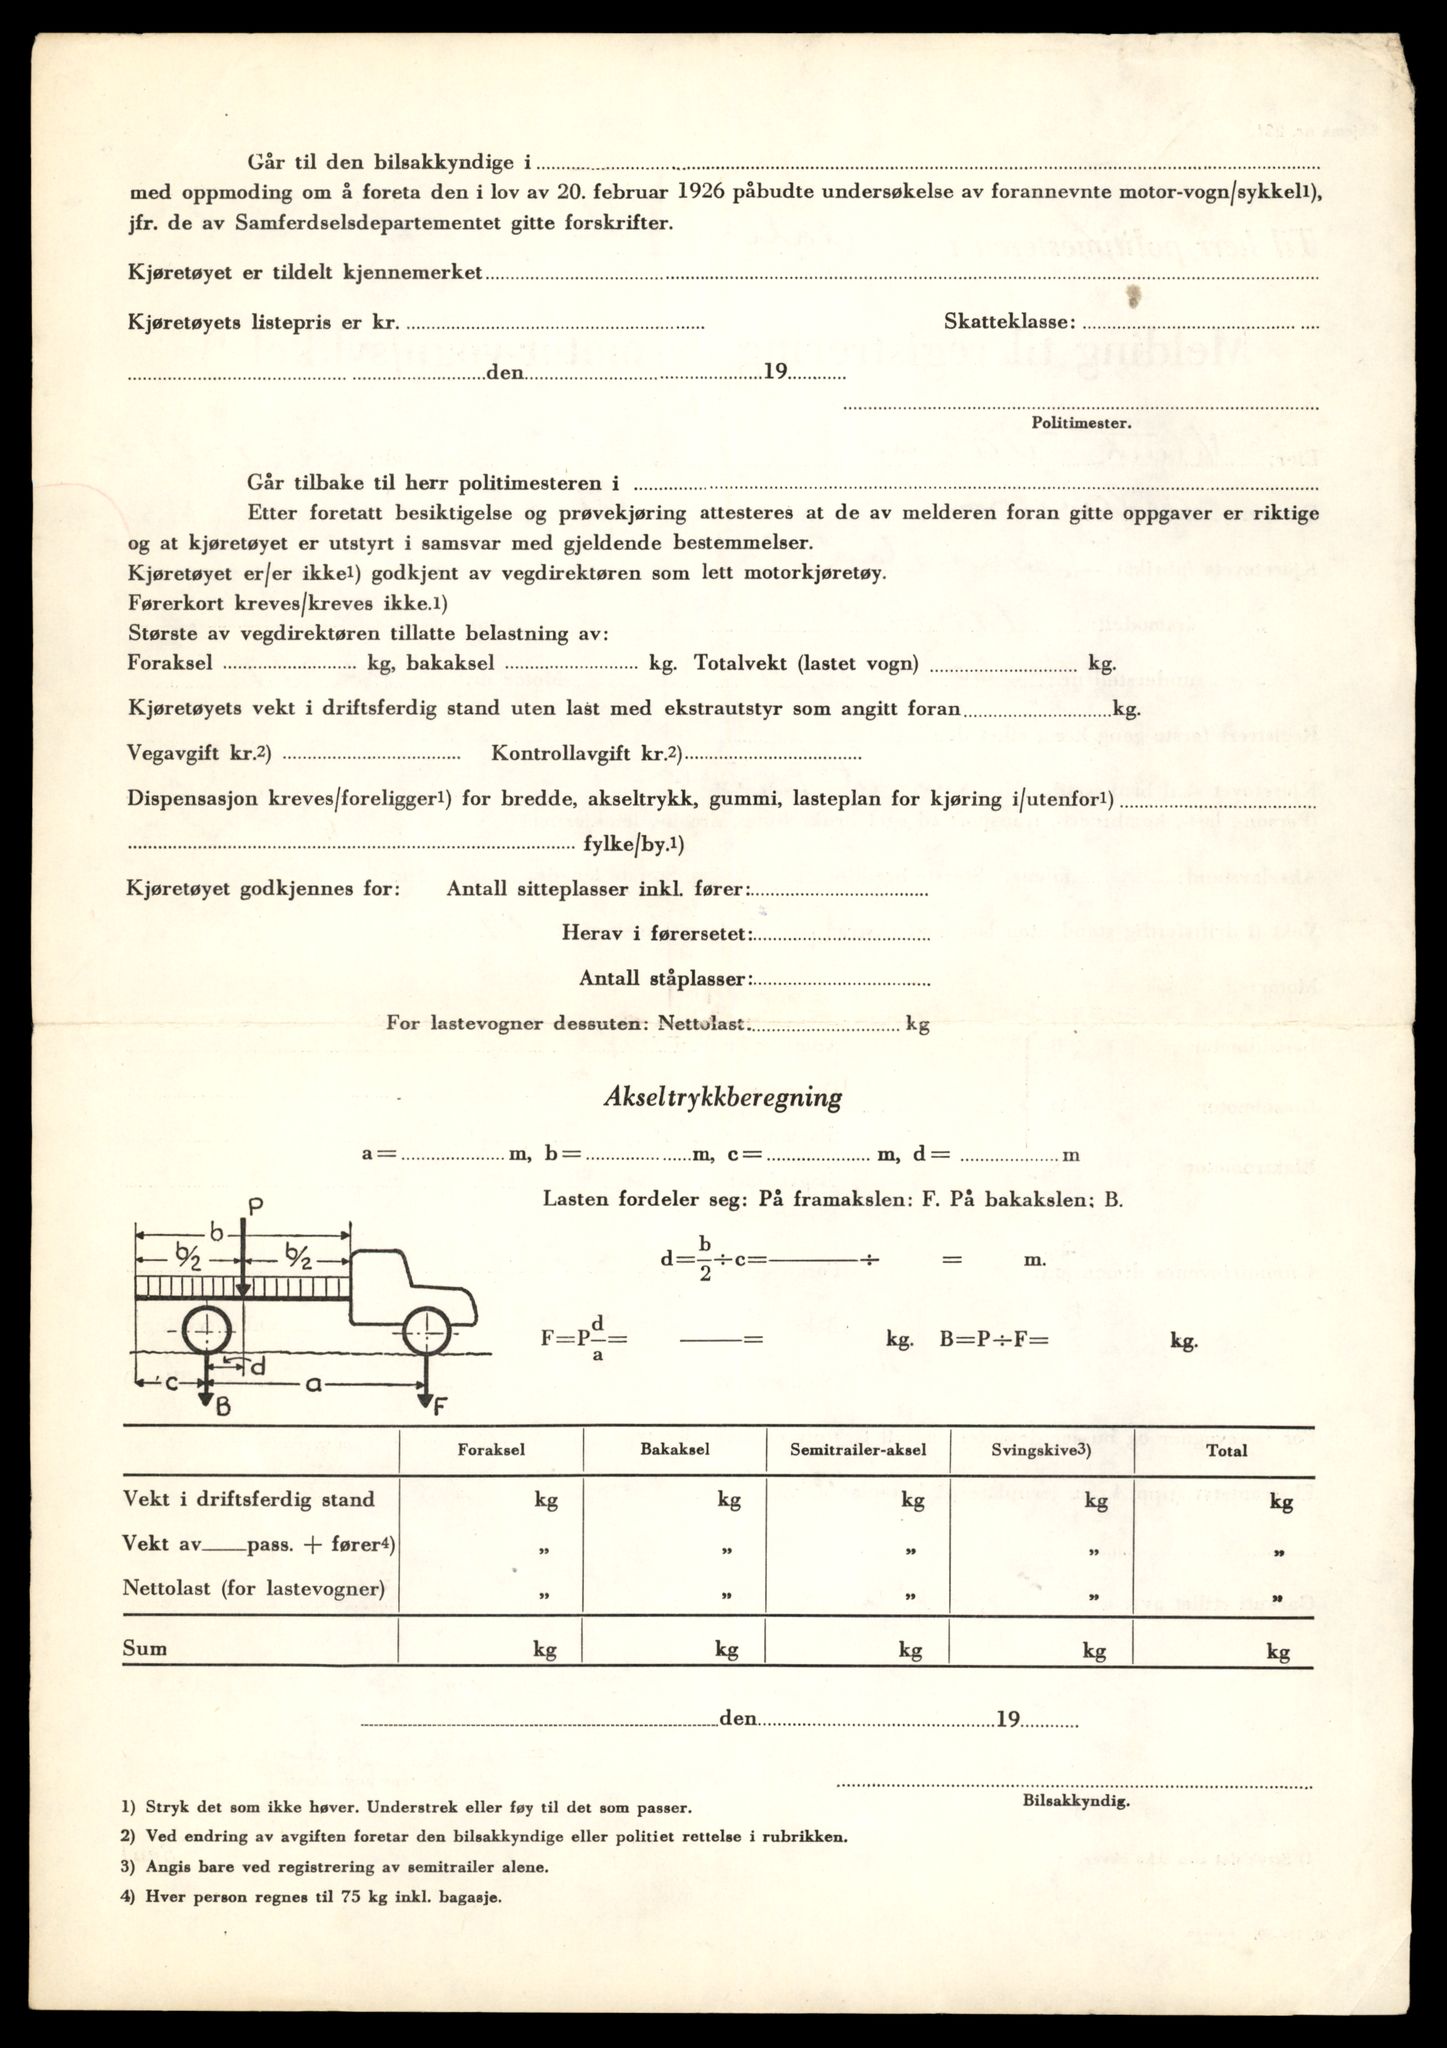 Går til den bilsakkyndige i
med oppmoding om å foreta den i lov av 20. februar 1926 påbudte undersøkelse av forannevnte motor-vogn/sykkel1),
jfr. de av Samferdselsdepartementet gitte forskrifter.
Kjøretøyet er tildelt kjennemerket
Kjøretøyets listepris er kr. Skatteklasse:
den 19
Politimester.
Går tilbake til herr politimesteren i
Etter foretatt besiktigelse og prøvekjøring attesteres at de av melderen foran gitte oppgaver er riktige
og at kjøretøyet er utstyrt i samsvar med gjeldende bestemmelser.
Kjøretøyet er/er ikke1) godkjent av vegdirektøren som lett motorkjøretøy.
Førerkort kreves/kreves ikke.1)
Største av vegdirektøren tillatte belastning av:
Foraksel kg, bakaksel kg. Totalvekt (lastet vogn) kg.
Kjøretøyets vekt i driftsferdig stand uten last med ekstrautstyr som angitt foran kg.
Vegavgift kr.2) Kontrollavgift kr.2)
Dispensasjon kreves/foreligger1) for bredde, akseltrykk, gummi, lasteplan for kjøring i/utenfor1)
fylke/by.1)
Kjøretøyet godkjennes for: Antall sitteplasser inkl. fører:
Herav i førersetet:
Antall ståplasser:
For lastevogner dessuten: Nettolast: kg
Akseltrykkberegning
a= m, b= m, c= m, d= m
Lasten fordeler seg: På framakslen: F. På bakakslen: B.
d=b/2÷c= ÷ = m.
F=P d/a= = kg. B=P÷F= kg.
P
b
b/2 b/2
d
c a
B F
Foraksel Bakaksel Semitrailer-aksel Svingskive3) Total
Vekt i driftsferdig stand kg kg kg kg kg
Vekt av pass. + fører4) „ „ „ „ „
Nettolast (for lastevogner) „ „ „ „ „
Sum kg kg kg kg kg
den 19
Bilsakkyndig.
1) Stryk det som ikke høver. Understrek eller føy til det som passer.
2) Ved endring av avgiften foretar den bilsakkyndige eller politiet rettelse i rubrikken.
3) Angis bare ved registrering av semitrailer alene.
4) Hver person regnes til 75 kg inkl. bagasje.